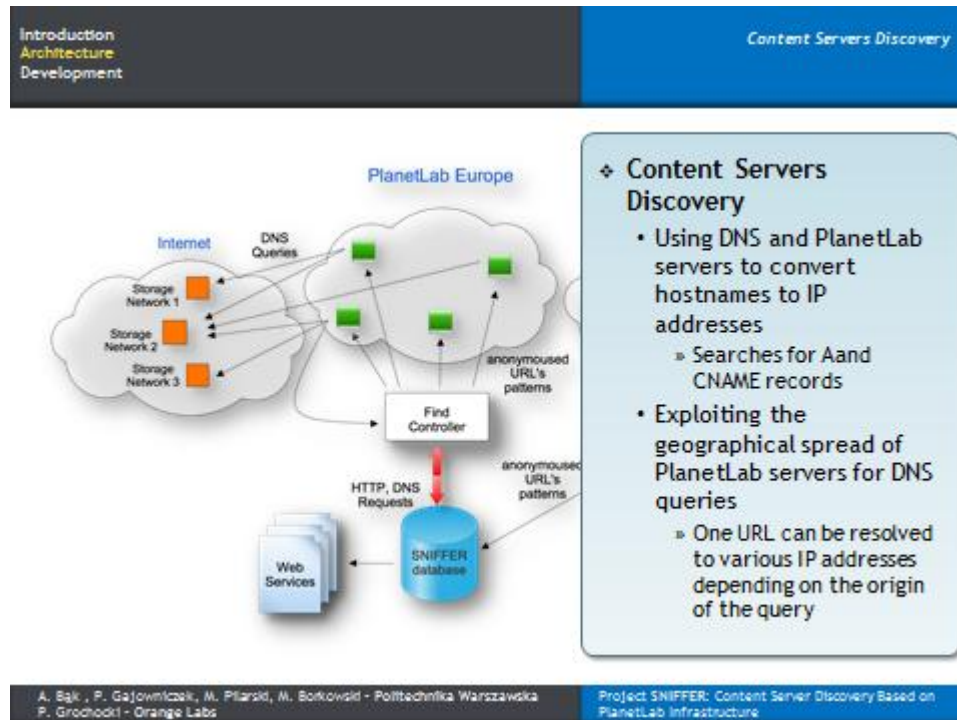 Introduction
Architecture
Development
Content Servers Discovery
PlanetLab Europe
Internet
DNS
Queries
Storage
Network 1
Storage
Network 2
Storage
Network 3
anonymoused
URL's
patterns
Find
Controller
HTTP, DNS
Requests
anonymoused
URL's
patterns
Web
Services
SNIFFER
database
❖ Content Servers
Discovery
• Using DNS and PlanetLab
servers to convert
hostnames to IP
addresses
» Searches for Aand
CNAME records
• Exploiting the
geographical spread of
PlanetLab servers for DNS
queries
» One URL can be resolved
to various IP addresses
depending on the origin
of the query
A. Bąk , P. Gajowniczek, M. Pilarski, M. Borkowski - Politechnika Warszawska
P. Grochocki - Orange Labs
Project SNIFFER: Content Server Discovery Based on
PlanetLab Infrastructure